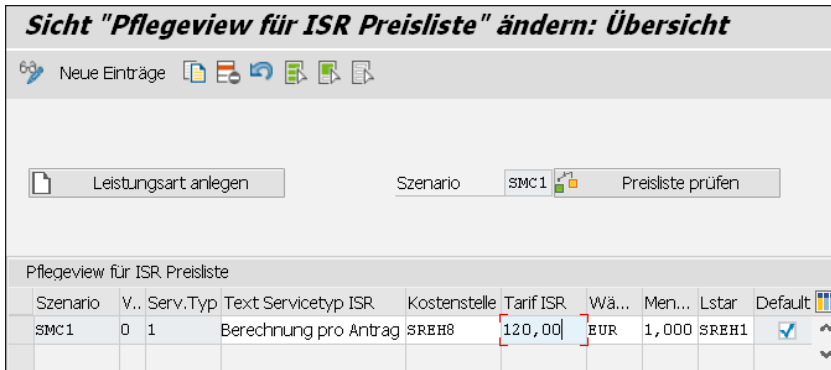 Sicht "Pflegeview für ISR Preisliste" ändern: Übersicht
Neue Einträge
Leistungsart anlegen Szenario SMC1 Preisliste prüfen
Pflegeview für ISR Preisliste
Szenario V.. Serv.Typ Text Servicetyp ISR Kostenstelle Tarif ISR Wä... Men... Lstar Default
SMC1 0 1 Berechnung pro Antrag SREH8 120,00 EUR 1,000 SREH1